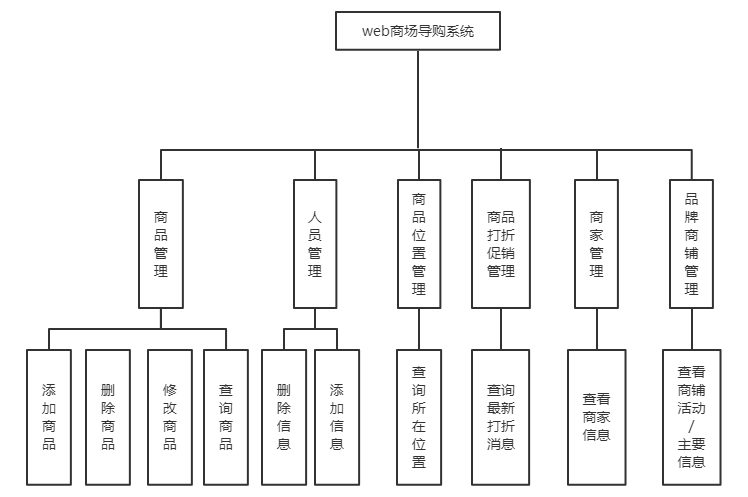 web商场导购系统
商品管理
人员管理
商品位置管理
商品
打折
促销
管理
商家管理
品牌商铺管理
添加商品
删除商品
修改商品
查询商品
删除信息
添加信息
查询所在位置
查询
最新
打折
消息
查看
商家
信息
查看
商铺
活动
/
主要
信息